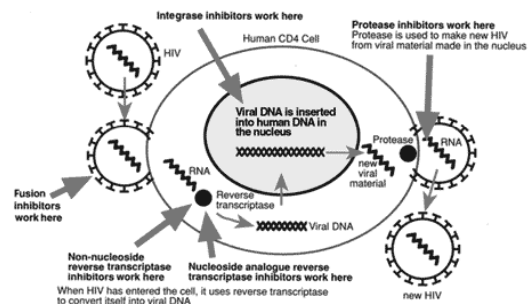 Integrase inhibitors work here
Human CD4 Cell
HIV
Protease inhibitors work here
Protease is used to make new HIV
from viral material made in the nucleus
Viral DNA is inserted
into human DNA in
the nucleus
Protease
RNA
RNA
new
viral
material
Reverse
transcriptase
Viral DNA
Fusion
inhibitors
work here
Non-nucleoside
reverse transcriptase
inhibitors work here
Nucleoside analogue reverse
transcriptase inhibitors work here
When HIV has entered the cell, it uses reverse transcriptase
to convert itself into viral DNA
new HIV